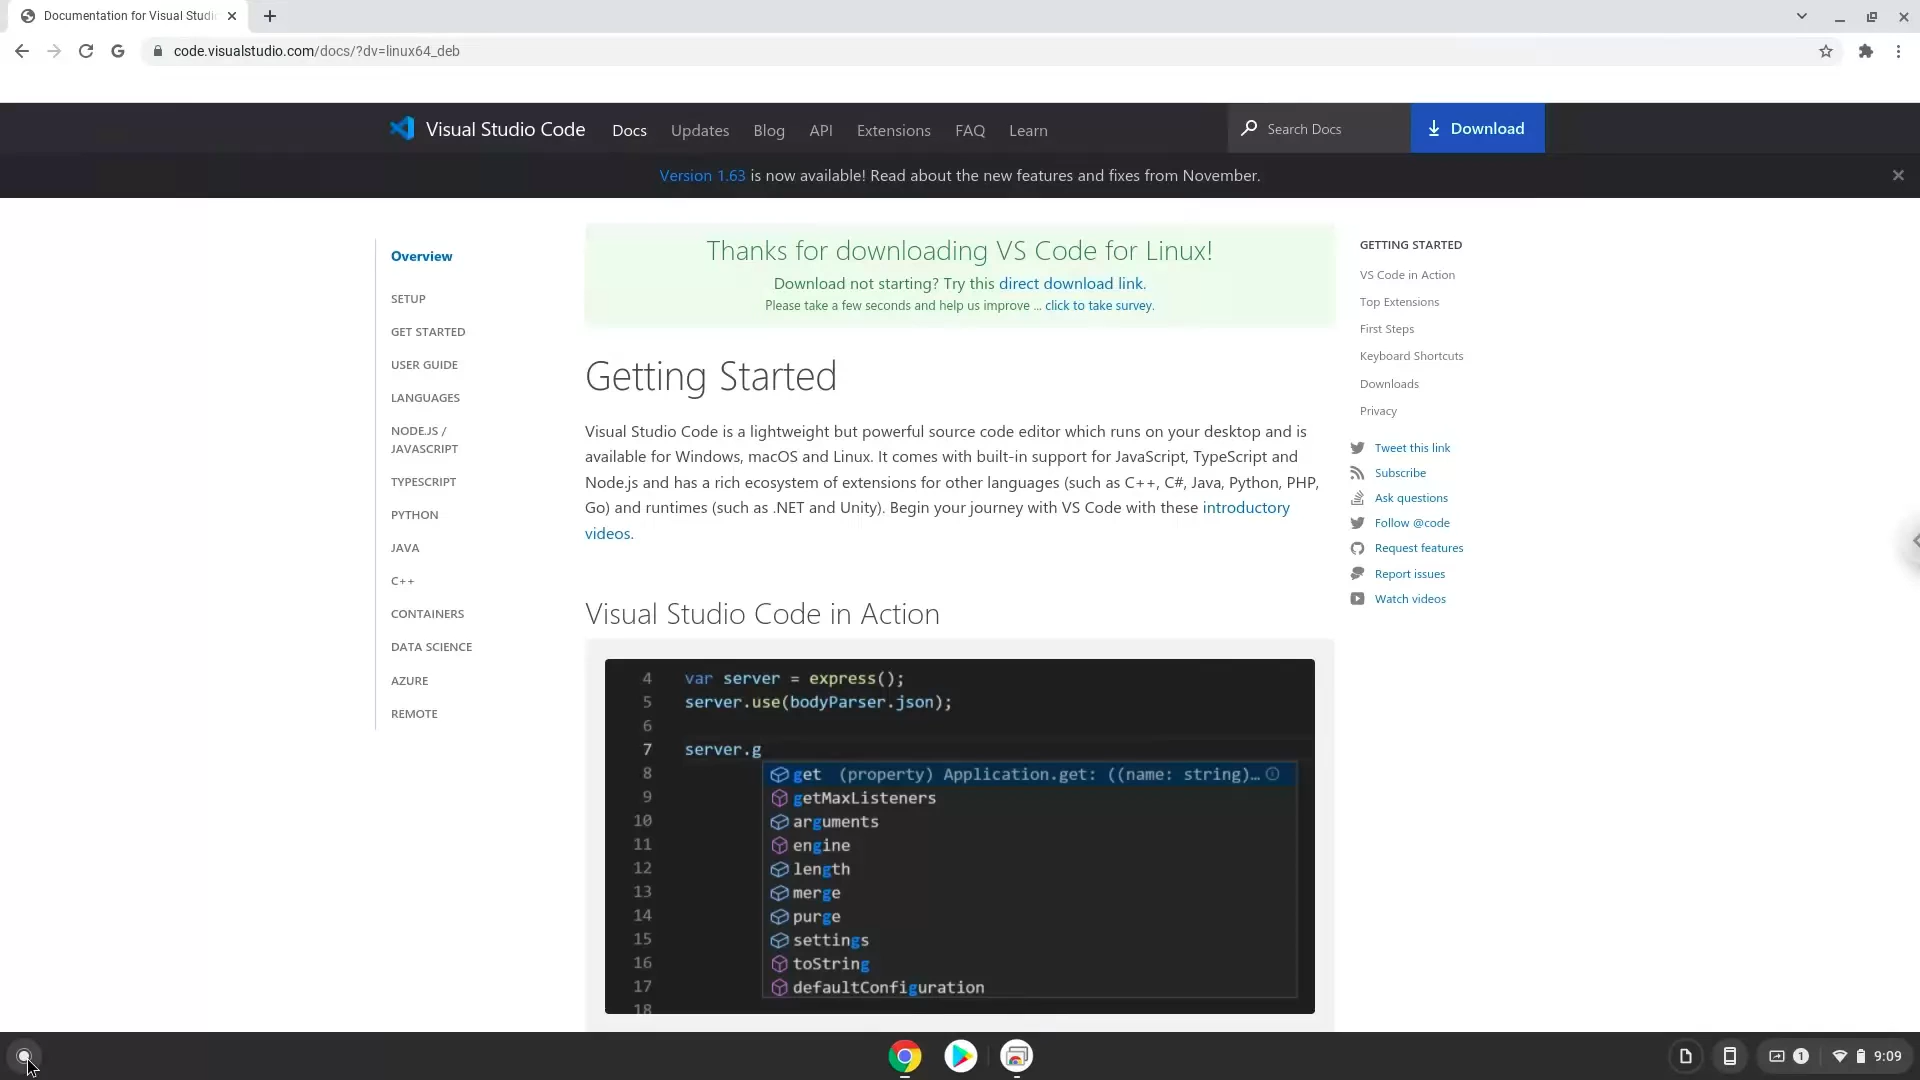 Documentation for Visual Studi
code.visualstudio.com/docs/?dv=linux64_deb
Visual Studio Code
Docs
Updates
Blog
API
Extensions
FAQ
Learn
Search Docs
Download
Version 1.63 is now available! Read about the new features and fixes from November.
Overview
SETUP
GET STARTED
USER GUIDE
LANGUAGES
NODE.JS /
JAVASCRIPT
TYPESCRIPT
PYTHON
JAVA
C++
CONTAINERS
DATA SCIENCE
AZURE
REMOTE
Thanks for downloading VS Code for Linux!
Download not starting? Try this direct download link.
Please take a few seconds and help us improve ... click to take survey.
Getting Started
Visual Studio Code is a lightweight but powerful source code editor which runs on your desktop and is
available for Windows, macOS and Linux. It comes with built-in support for JavaScript, TypeScript and
Node.js and has a rich ecosystem of extensions for other languages (such as C++, C#, Java, Python, PHP,
Go) and runtimes (such as .NET and Unity). Begin your journey with VS Code with these introductory
videos.
Visual Studio Code in Action
4 var server = express();
5 server.use(bodyParser.json);
6
7 server.g
8 get (property) Application.get: ((name: string)…
9 getMaxListeners
10 arguments
11 engine
12 length
13 merge
14 purge
15 settings
16 toString
17 defaultConfiguration
18
GETTING STARTED
VS Code in Action
Top Extensions
First Steps
Keyboard Shortcuts
Downloads
Privacy
Tweet this link
Subscribe
Ask questions
Follow @code
Request features
Report issues
Watch videos
1
9:09